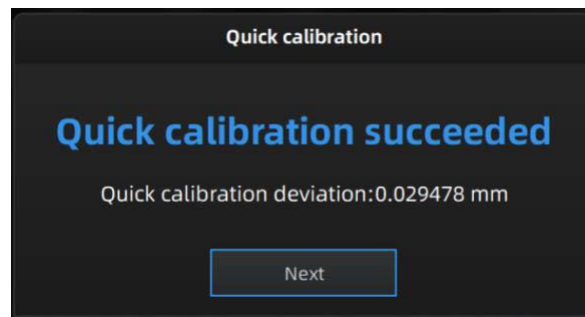 Quick calibration
Quick calibration succeeded
Quick calibration deviation:0.029478 mm
Next